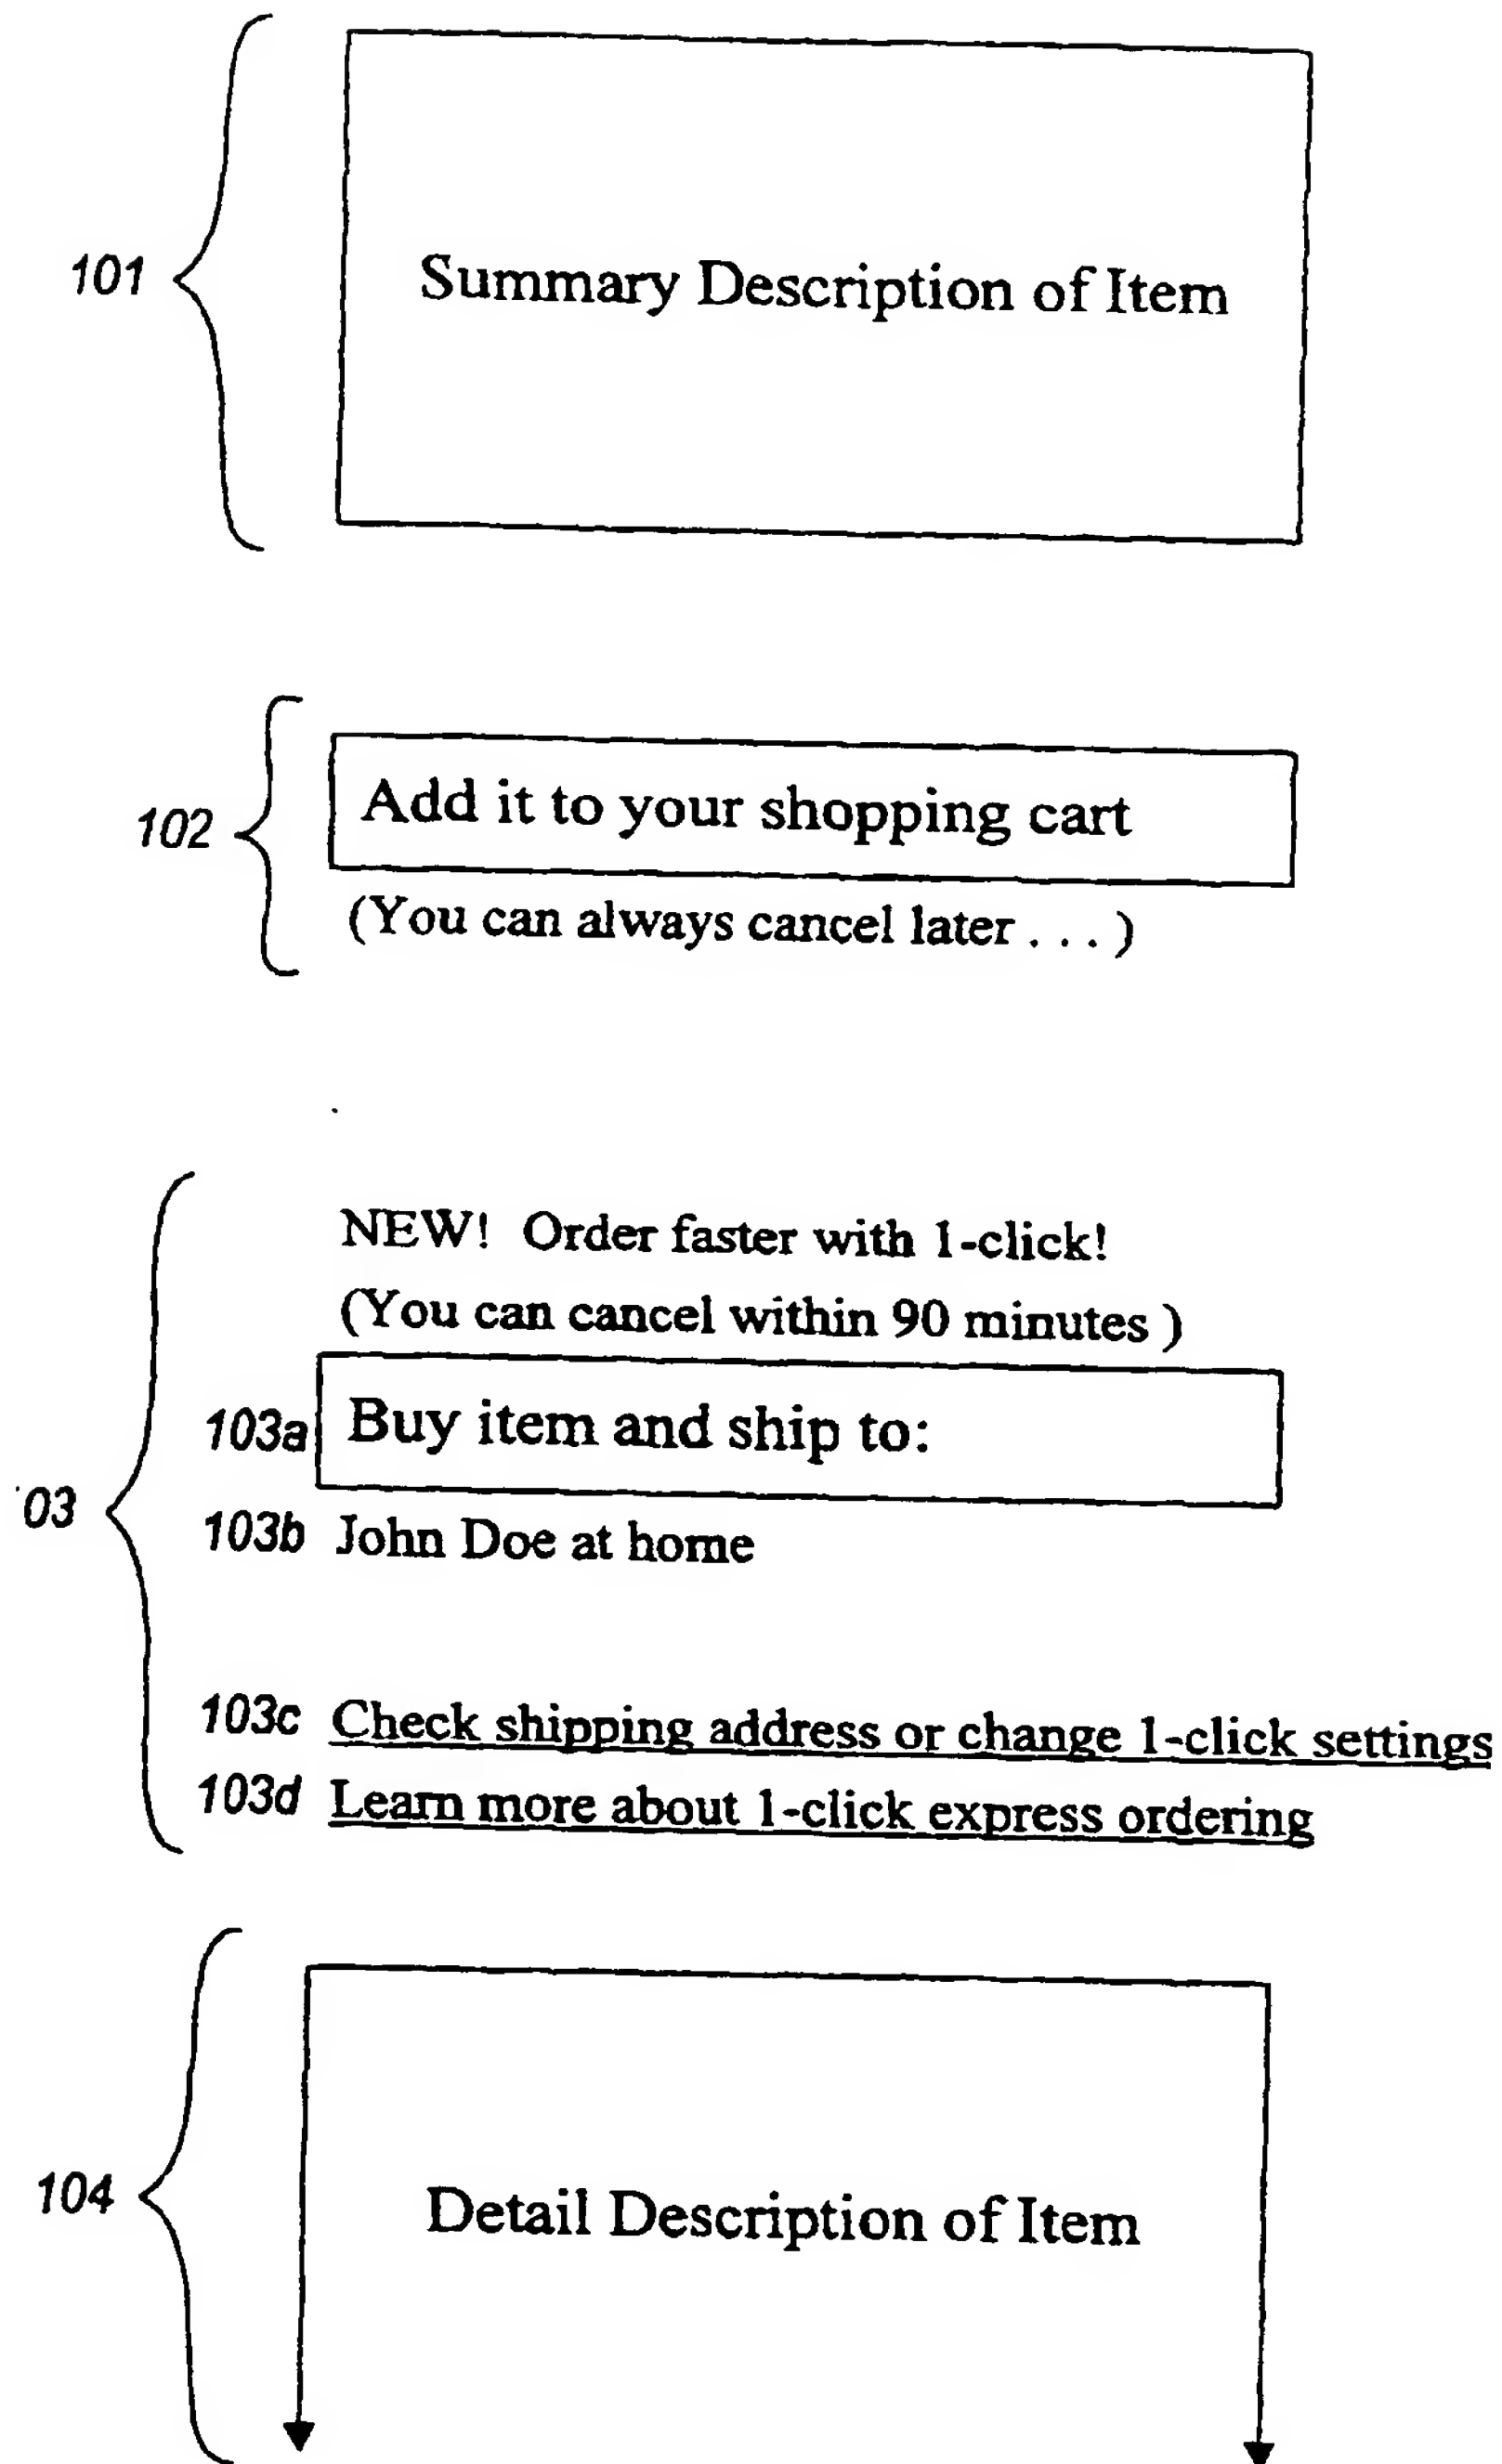 101
Summary Description of Item
102
Add it to your shopping cart
(You can always cancel later . . . )
NEW! Order faster with 1-click!
(You can cancel within 90 minutes )
103a Buy item and ship to:
03
103b John Doe at home
103c Check shipping address or change 1-click settings
103d Learn more about 1-click express ordering
104
Detail Description of Item